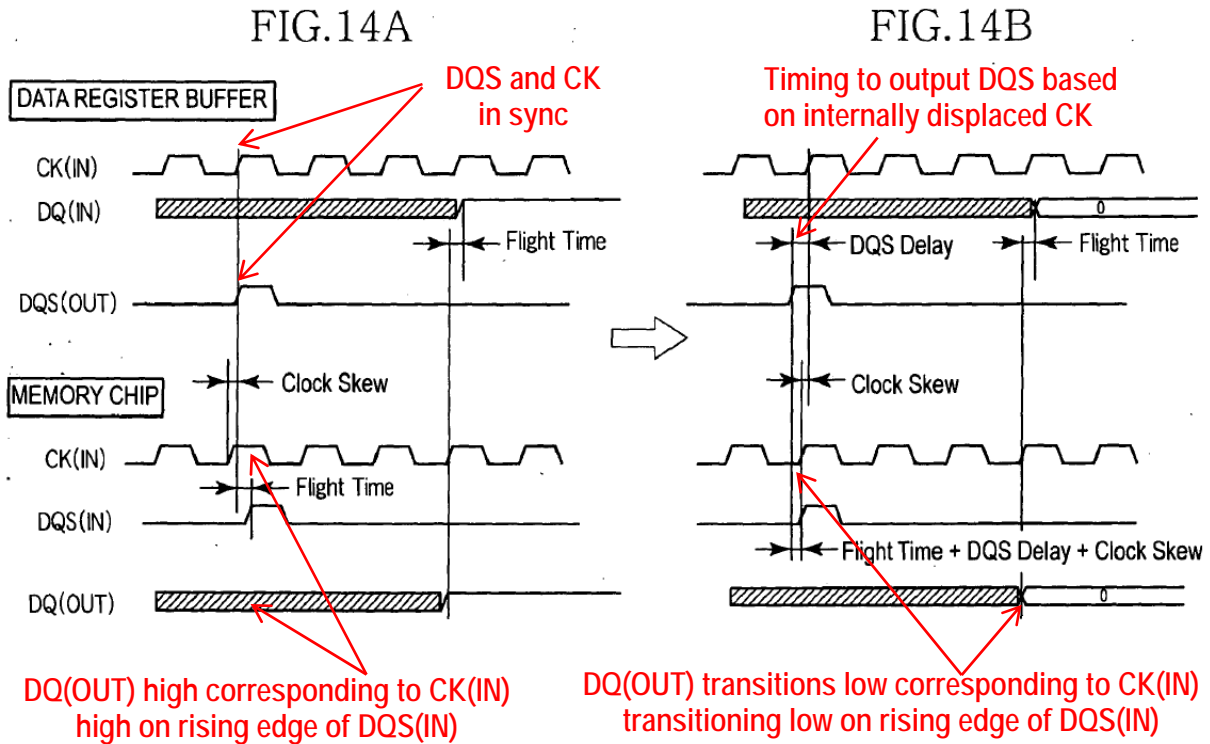 FIG.14A
FIG.14B
DQS and CK
in sync
Timing to output DQS based
on internally displaced CK
DATA REGISTER BUFFER
CK(IN)
DQ(IN)
0
Flight Time
DQS Delay
Flight Time
DQS(OUT)
Clock Skew
Clock Skew
MEMORY CHIP
CK(IN)
Flight Time
DQS(IN)
Flight Time + DQS Delay + Clock Skew
DQ(OUT)
0
DQ(OUT) high corresponding to CK(IN)
high on rising edge of DQS(IN)
DQ(OUT) transitions low corresponding to CK(IN)
transitioning low on rising edge of DQS(IN)